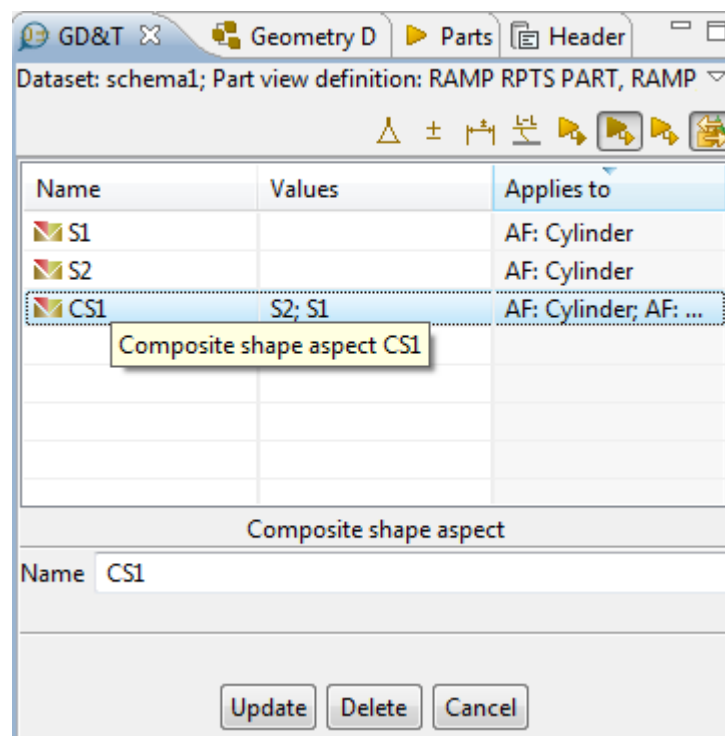 GD&T Geometry D Parts Header
Dataset: schema1; Part view definition: RAMP RPTS PART, RAMP
Name Values Applies to
S1 AF: Cylinder
S2 AF: Cylinder
CS1 S2; S1 AF: Cylinder; AF: ...
Composite shape aspect CS1
Composite shape aspect
Name CS1
Update Delete Cancel